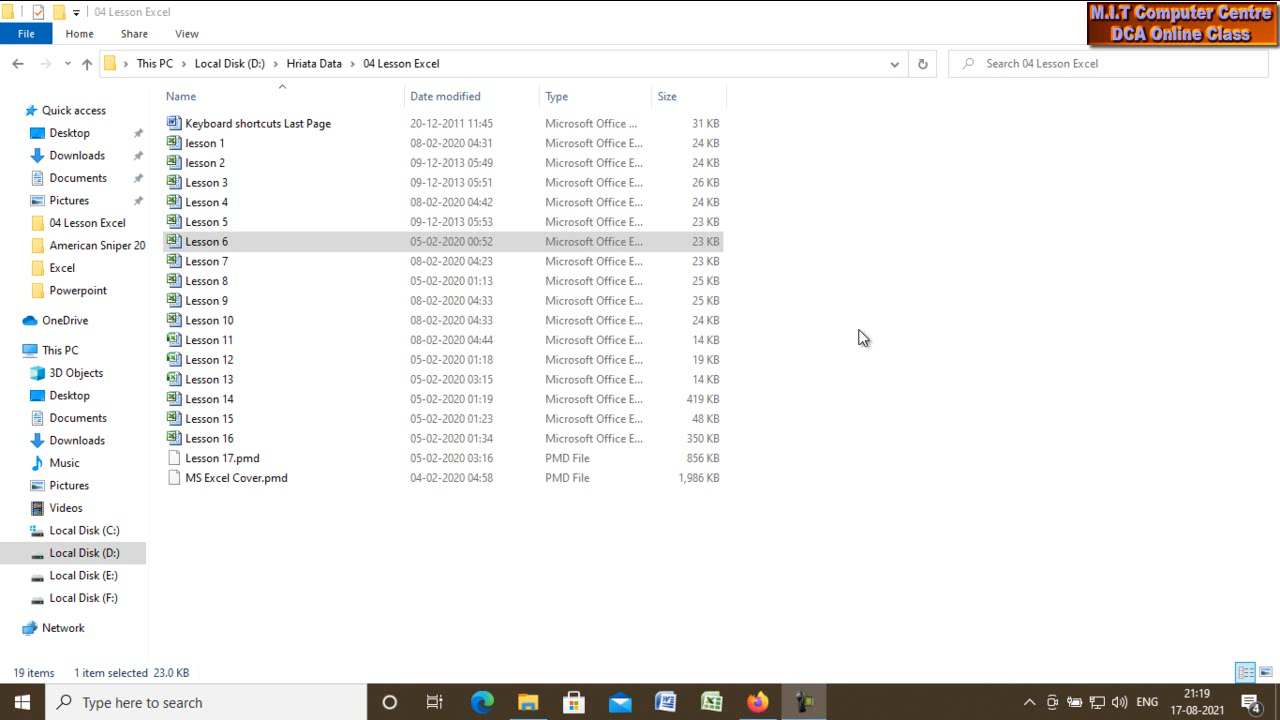 04 Lesson Excel
M.I.T Computer Centre
DCA Online Class
File Home Share View
This PC Local Disk (D:) Hriata Data 04 Lesson Excel
Search 04 Lesson Excel
Name Date modified Type Size
Quick access
Desktop
Downloads
Documents
Pictures
04 Lesson Excel
American Sniper 20
Excel
Powerpoint
OneDrive
This PC
3D Objects
Desktop
Documents
Downloads
Music
Pictures
Videos
Local Disk (C:)
Local Disk (D:)
Local Disk (E:)
Local Disk (F:)
Network
Keyboard shortcuts Last Page 20-12-2011 11:45 Microsoft Office ... 31 KB
lesson 1 08-02-2020 04:31 Microsoft Office E... 24 KB
lesson 2 09-12-2013 05:49 Microsoft Office E... 24 KB
Lesson 3 09-12-2013 05:51 Microsoft Office E... 26 KB
Lesson 4 08-02-2020 04:42 Microsoft Office E... 24 KB
Lesson 5 09-12-2013 05:53 Microsoft Office E... 23 KB
Lesson 6 05-02-2020 00:52 Microsoft Office E... 23 KB
Lesson 7 08-02-2020 04:23 Microsoft Office E... 23 KB
Lesson 8 05-02-2020 01:13 Microsoft Office E... 25 KB
Lesson 9 08-02-2020 04:33 Microsoft Office E... 25 KB
Lesson 10 08-02-2020 04:33 Microsoft Office E... 24 KB
Lesson 11 08-02-2020 04:44 Microsoft Office E... 14 KB
Lesson 12 05-02-2020 01:18 Microsoft Office E... 19 KB
Lesson 13 05-02-2020 03:15 Microsoft Office E... 14 KB
Lesson 14 05-02-2020 01:19 Microsoft Office E... 419 KB
Lesson 15 05-02-2020 01:23 Microsoft Office E... 48 KB
Lesson 16 05-02-2020 01:34 Microsoft Office E... 350 KB
Lesson 17.pmd 05-02-2020 03:16 PMD File 856 KB
MS Excel Cover.pmd 04-02-2020 04:58 PMD File 1,986 KB
19 items 1 item selected 23.0 KB
Type here to search
ENG
21:19
17-08-2021
4